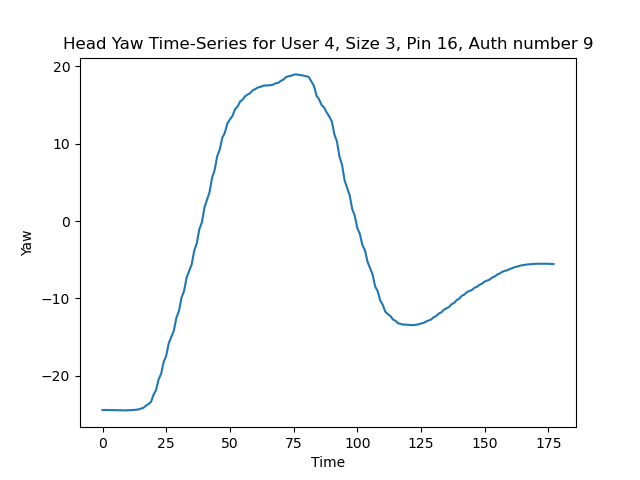 Head Yaw Time-Series for User 4, Size 3, Pin 16, Auth number 9
20
10
0
−10
−20
Yaw
0 25 50 75 100 125 150 175
Time